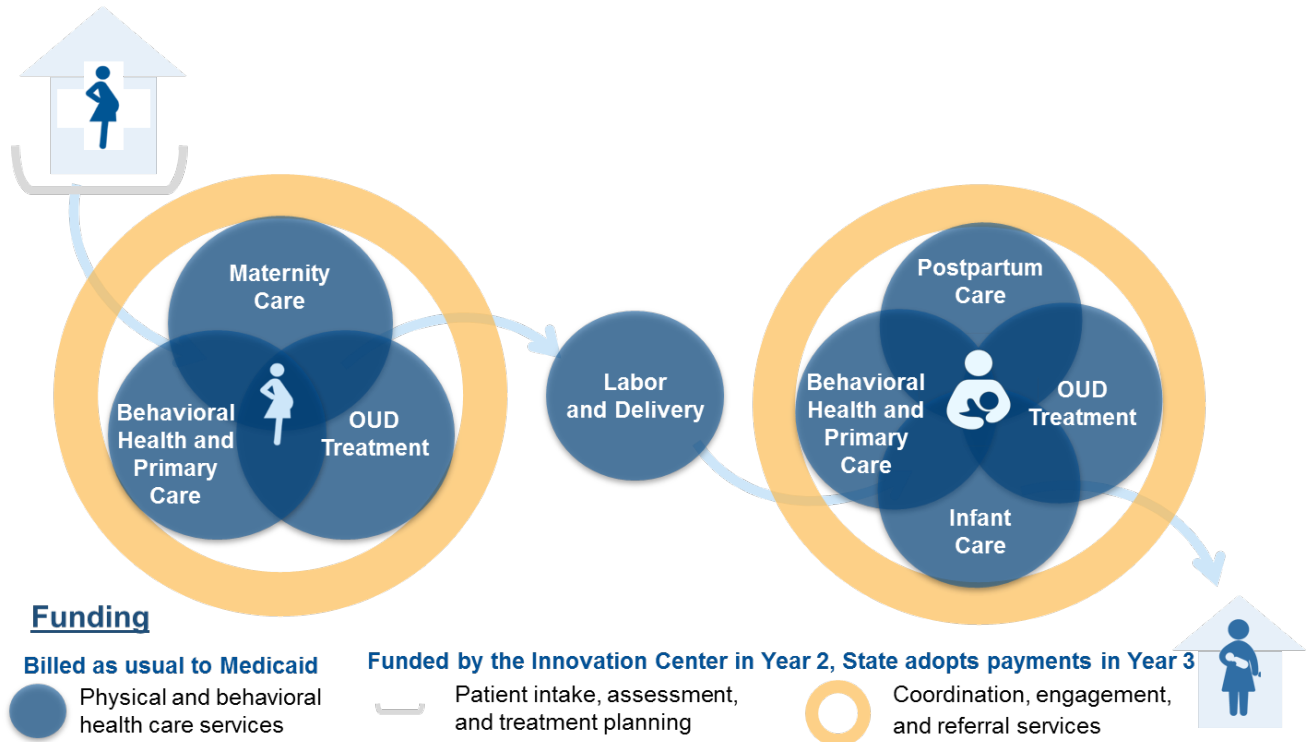 Maternity
Care
Behavioral
Health and
Primary
Care
OUD
Treatment
Labor
and Delivery
Postpartum
Care
Behavioral
Health and
Primary
Care
OUD
Treatment
Infant
Care
Funding
Billed as usual to Medicaid
Physical and behavioral
health care services
Funded by the Innovation Center in Year 2, State adopts payments in Year 3
Patient intake, assessment,
and treatment planning
Coordination, engagement,
and referral services